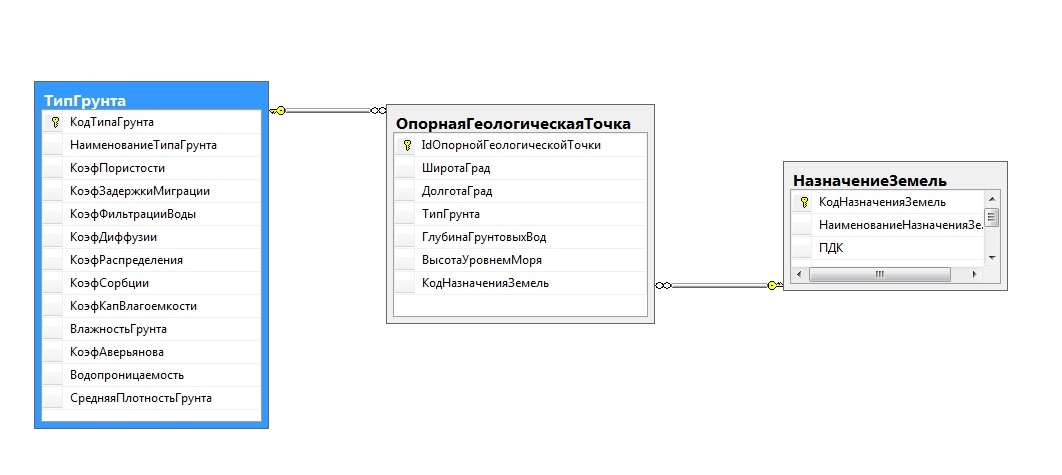 ТипГрунта
КодТипаГрунта
НаименованиеТипаГрунта
КоэфПористости
КоэфЗадержкиМиграции
КоэфФильтрацииВоды
КоэфДиффузии
КоэфРаспределения
КоэфСорбции
КоэфКапВлагоемкости
ВлажностьГрунта
КоэфАверьянова
Водопроницаемость
СредняяПлотностьГрунта
ОпорнаяГеологическаяТочка
IdОпорнойГеологическойТочки
ШиротаГрад
ДолготаГрад
ТипГрунта
ГлубинаГрунтовыхВод
ВысотаУровнемМоря
КодНазначенияЗемель
НазначениеЗемель
КодНазначенияЗемель
НаименованиеНазначенияЗе.
ПДК